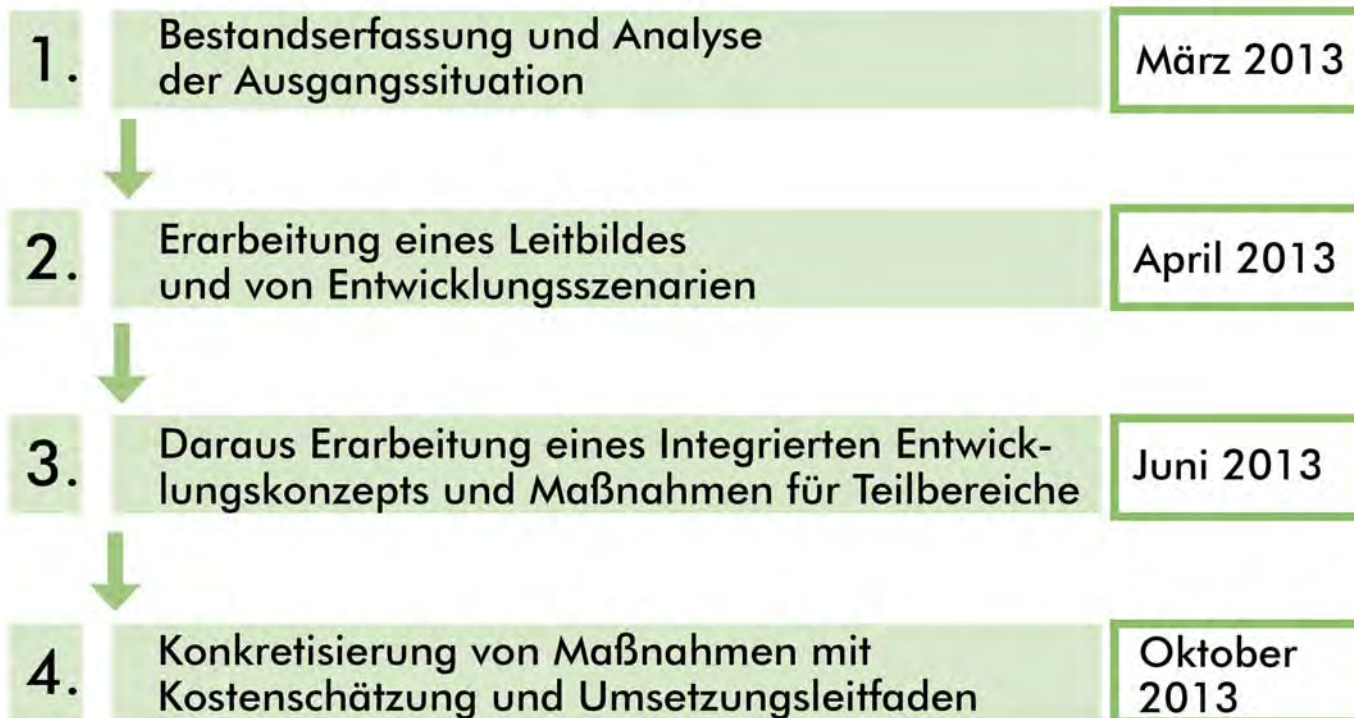 1.
Bestandserfassung und Analyse
der Ausgangssituation
März 2013
2.
Erarbeitung eines Leitbildes
und von Entwicklungsszenarien
April 2013
3.
Daraus Erarbeitung eines Integrierten Entwick-
lungskonzepts und Maßnahmen für Teilbereiche
Juni 2013
4.
Konkretisierung von Maßnahmen mit
Kostenschätzung und Umsetzungsleitfaden
Oktober
2013